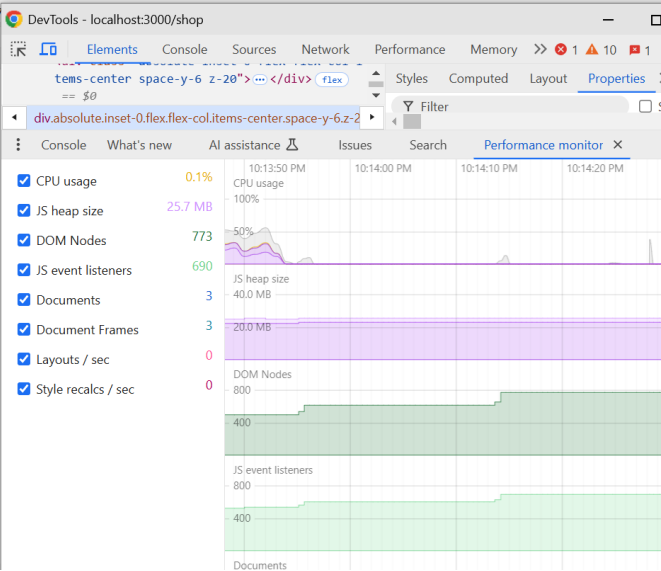 DevTools - localhost:3000/shop
Elements Console Sources Network Performance Memory 1 10 1
tems-center space-y-6 z-20">…</div> flex
== $0
Styles Computed Layout Properties
Filter
div.absolute.inset-0.flex.flex-col.items-center.space-y-6.z-2
Console What's new AI assistance Issues Search Performance monitor
CPU usage 0.1%
JS heap size 25.7 MB
DOM Nodes 773
JS event listeners 690
Documents 3
Document Frames 3
Layouts / sec 0
Style recalcs / sec 0
10:13:50 PM 10:14:00 PM 10:14:10 PM 10:14:20 PM
CPU usage
100%
50%
JS heap size
40.0 MB
20.0 MB
DOM Nodes
800
400
JS event listeners
800
400
Documents